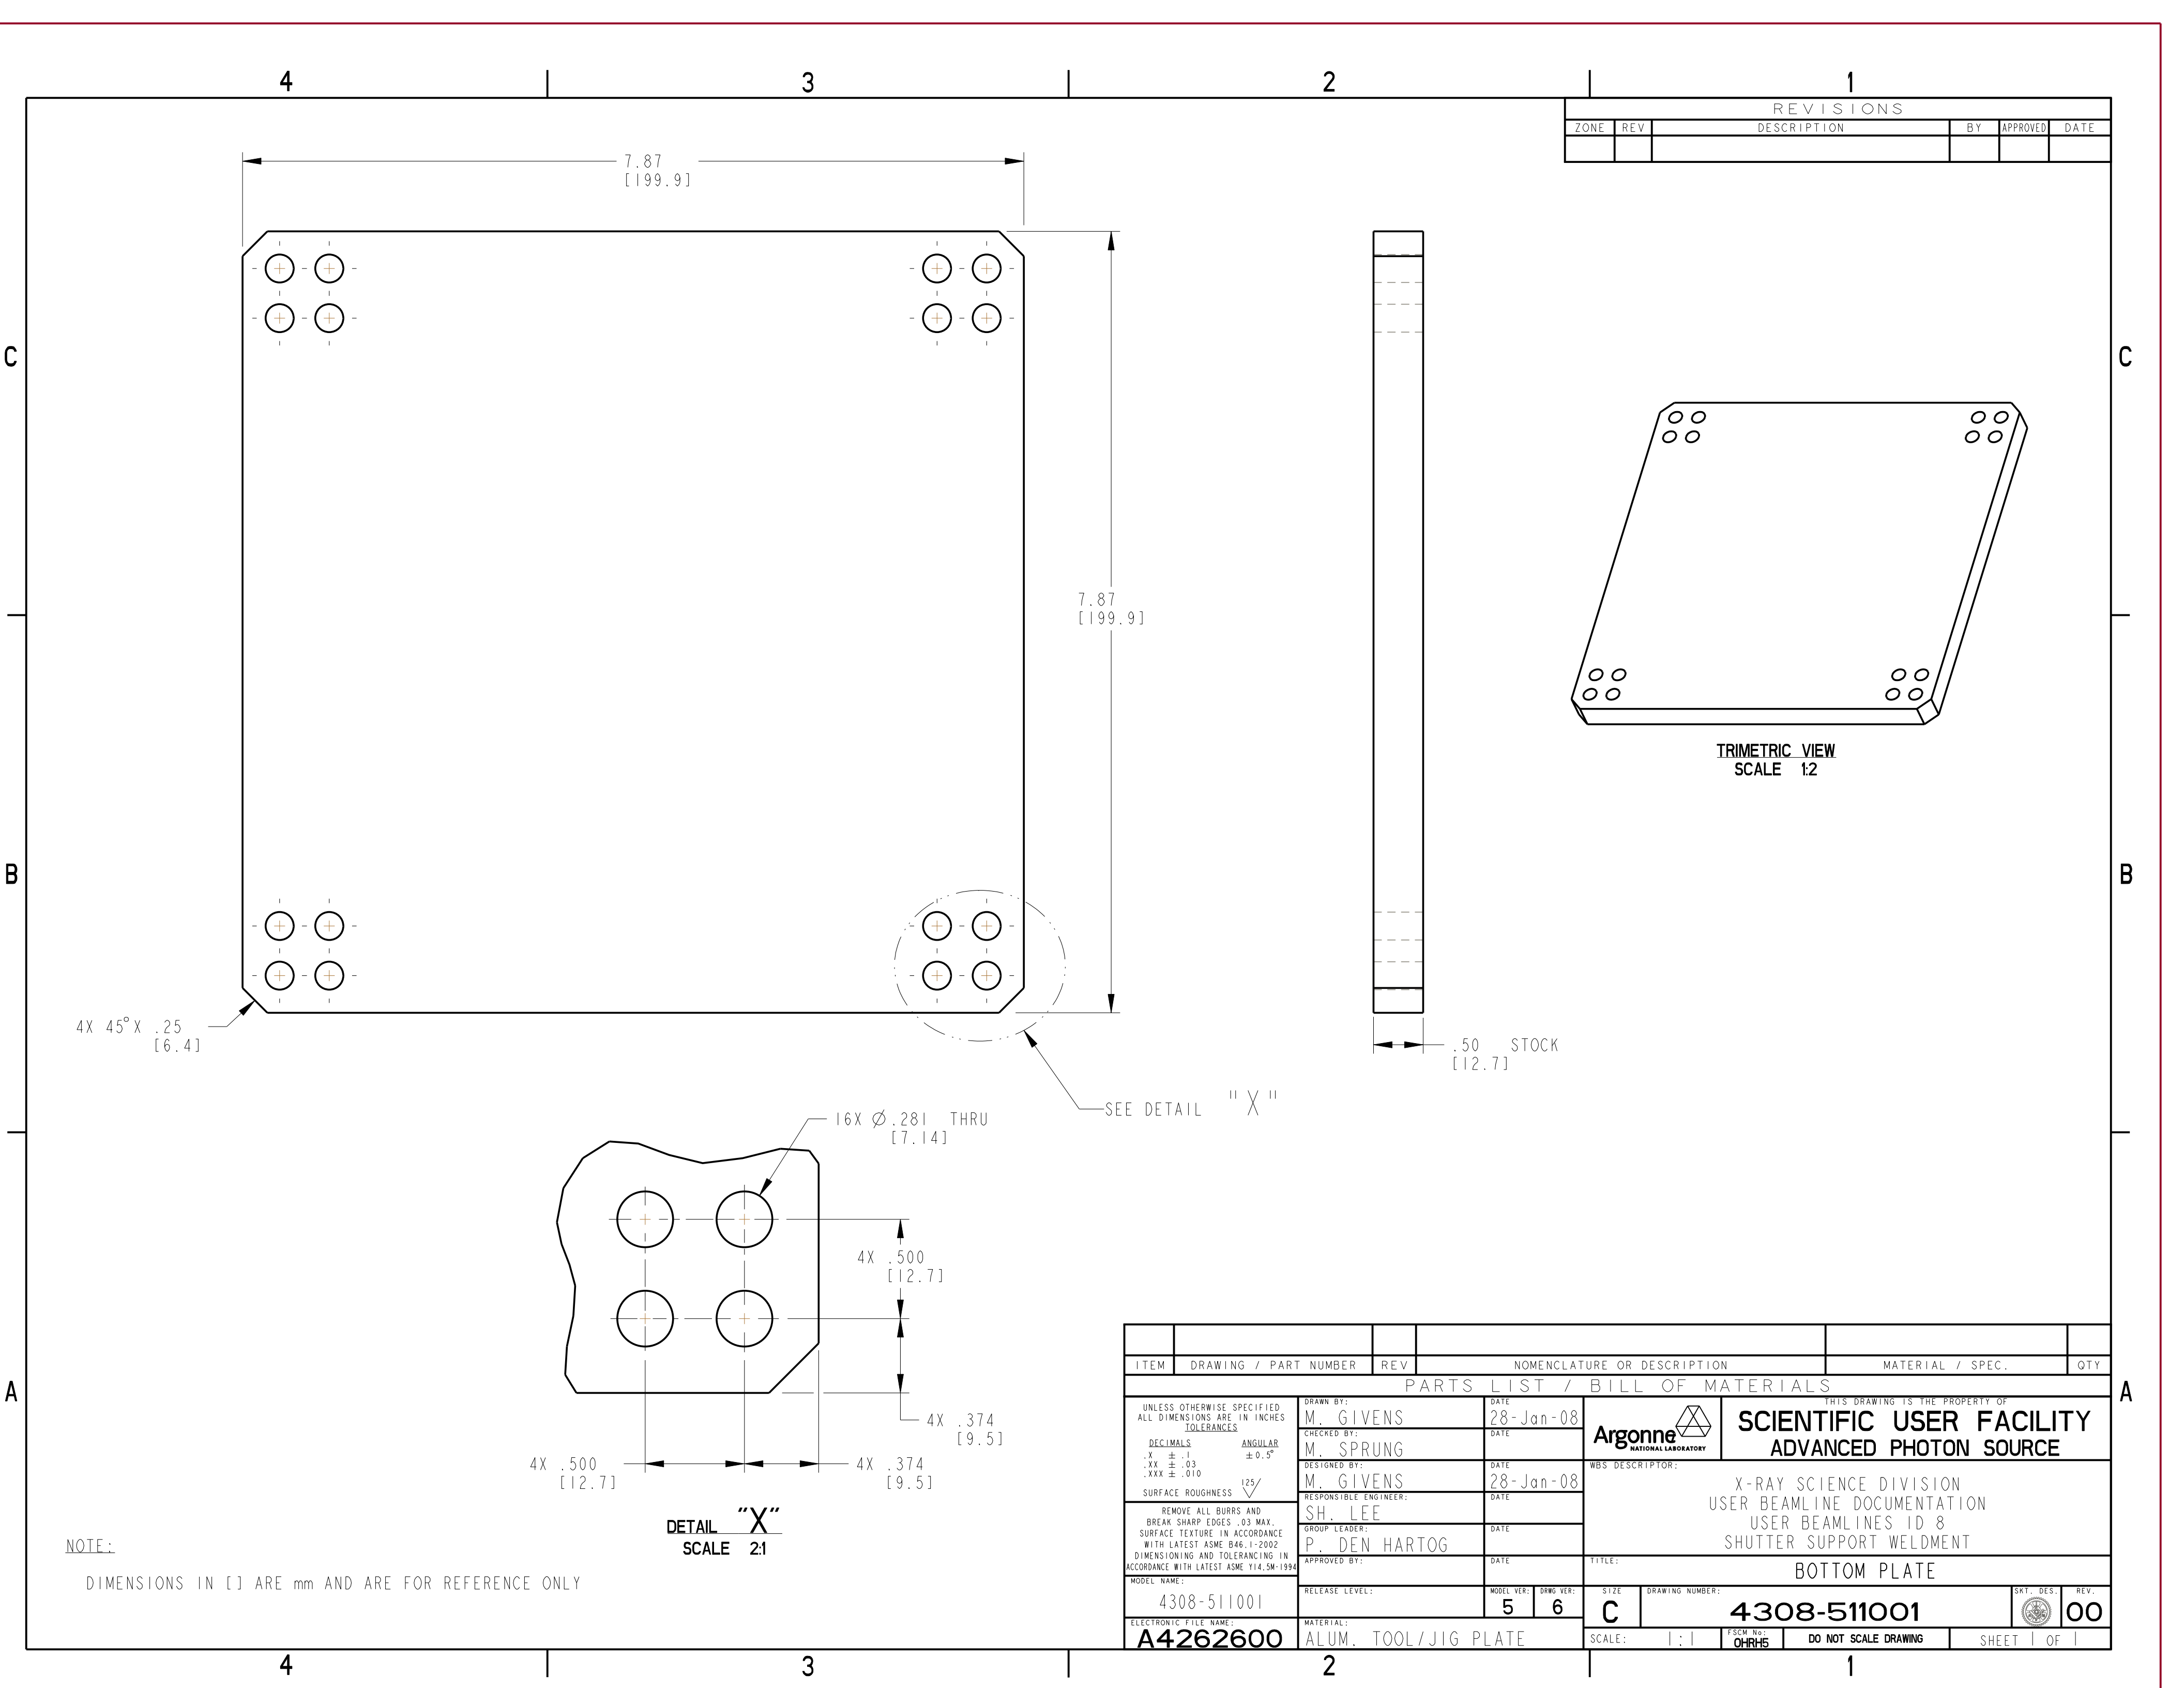 4 3 2 1
REVISIONS
ZONE REV DESCRIPTION BY APPROVED DATE
7.87
[199.9]
C C
7.87
[199.9]
TRIMETRIC VIEW
SCALE 1:2
B B
4X 45° X .25
[6.4]
.50 STOCK
[12.7]
SEE DETAIL "X"
16X Ø.281 THRU
[7.14]
4X .500
[12.7]
4X .374
[9.5]
4X .500
[12.7]
4X .374
[9.5]
DETAIL "X"
SCALE 2:1
A A
NOTE:
DIMENSIONS IN [] ARE mm AND ARE FOR REFERENCE ONLY
ITEM DRAWING / PART NUMBER REV NOMENCLATURE OR DESCRIPTION MATERIAL / SPEC. QTY
PARTS LIST / BILL OF MATERIALS
UNLESS OTHERWISE SPECIFIED
ALL DIMENSIONS ARE IN INCHES
TOLERANCES
DECIMALS ANGULAR
.X ± .1 ±0.5°
.XX ± .03
.XXX ± .010
SURFACE ROUGHNESS 125/
REMOVE ALL BURRS AND
BREAK SHARP EDGES .03 MAX.
SURFACE TEXTURE IN ACCORDANCE
WITH LATEST ASME B46.1-2002
DIMENSIONING AND TOLERANCING IN
ACCORDANCE WITH LATEST ASME Y14.5M-1994
MODEL NAME:
4308-511001
ELECTRONIC FILE NAME:
A4262600
DRAWN BY: DATE
M. GIVENS 28-Jan-08
CHECKED BY: DATE
M. SPRUNG
DESIGNED BY: DATE
M. GIVENS 28-Jan-08
RESPONSIBLE ENGINEER: DATE
SH. LEE
GROUP LEADER: DATE
P. DEN HARTOG
APPROVED BY: DATE
RELEASE LEVEL: MODEL VER: DRWG VER:
5 6
MATERIAL:
ALUM. TOOL/JIG PLATE
Argonne
NATIONAL LABORATORY
THIS DRAWING IS THE PROPERTY OF
SCIENTIFIC USER FACILITY
ADVANCED PHOTON SOURCE
WBS DESCRIPTOR:
X-RAY SCIENCE DIVISION
USER BEAMLINE DOCUMENTATION
USER BEAMLINES ID 8
SHUTTER SUPPORT WELDMENT
TITLE:
BOTTOM PLATE
SIZE DRAWING NUMBER: SKT. DES. REV.
C 4308-511001 00
SCALE: 1:1 FSCM No: OHRH5 DO NOT SCALE DRAWING SHEET 1 OF 1
4 3 2 1